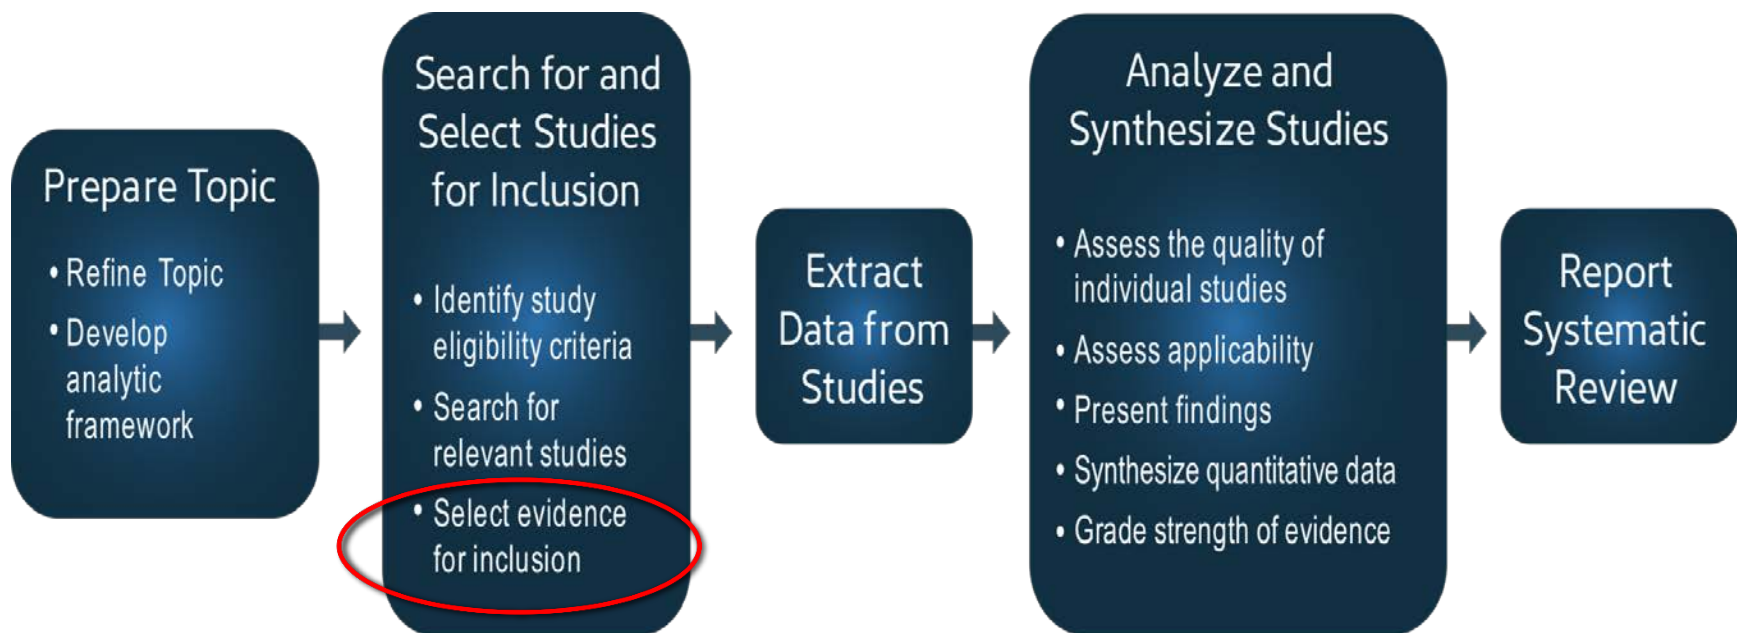 Prepare Topic
• Refine Topic
• Develop
analytic
framework
Search for and
Select Studies
for Inclusion
• Identify study
eligibility criteria
• Search for
relevant studies
• Select evidence
for inclusion
Extract
Data from
Studies
Analyze and
Synthesize Studies
• Assess the quality of
individual studies
• Assess applicability
• Present findings
• Synthesize quantitative data
• Grade strength of evidence
Report
Systematic
Review